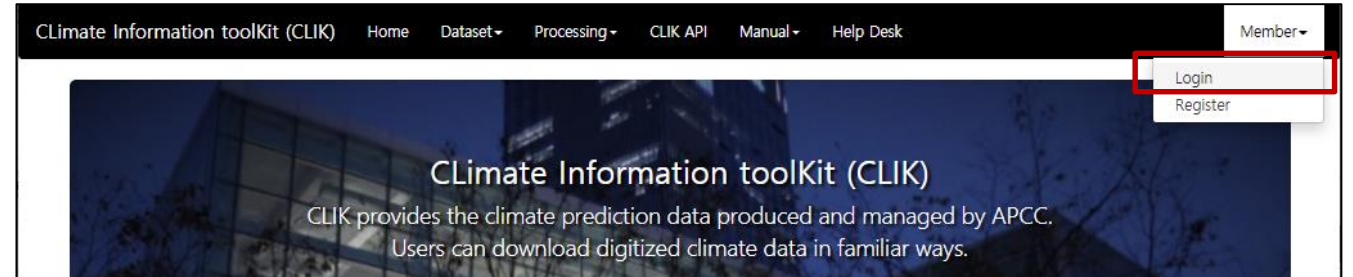 CLimate Information toolKit (CLIK) Home Dataset Processing CLIK API Manual Help Desk Member
Login
Register
CLimate Information toolKit (CLIK)
CLIK provides the climate prediction data produced and managed by APCC.
Users can download digitized climate data in familiar ways.